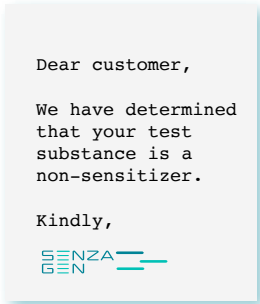 Dear customer,
We have determined
that your test
substance is a
non-sensitizer.
Kindly,
SENZA
GEN